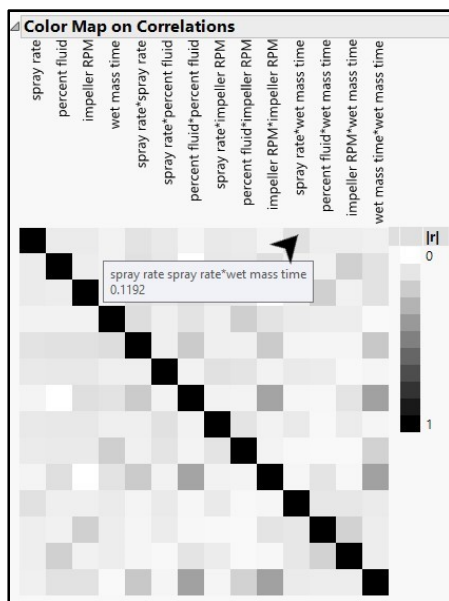 Color Map on Correlations
spray rate
percent fluid
impeller RPM
wet mass time
spray rate*spray rate
spray rate*percent fluid
percent fluid*percent fluid
spray rate*impeller RPM
percent fluid*impeller RPM
impeller RPM*impeller RPM
spray rate*wet mass time
percent fluid*wet mass time
impeller RPM*wet mass time
wet mass time*wet mass time
|r|
0
spray rate spray rate*wet mass time
0.1192
1